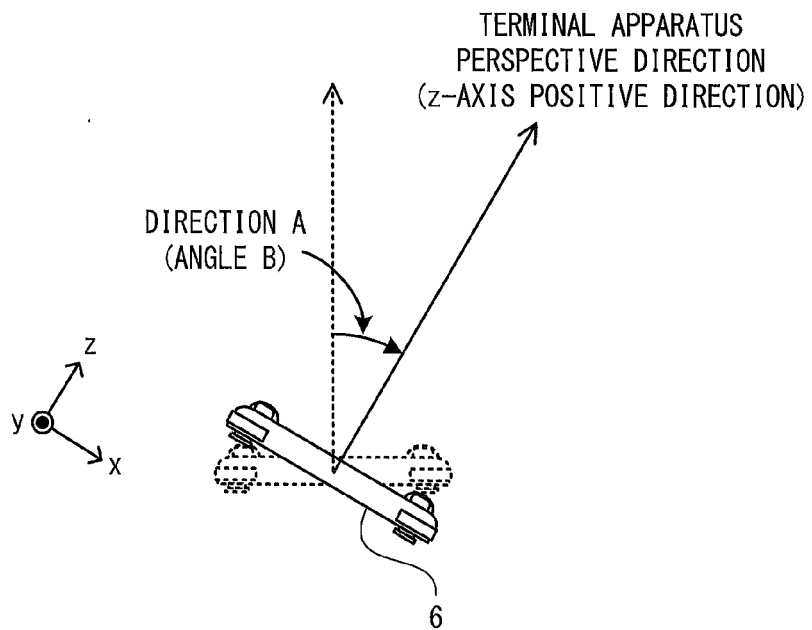 TERMINAL APPARATUS
PERSPECTIVE DIRECTION
(z-AXIS POSITIVE DIRECTION)
DIRECTION A
(ANGLE B)
z
y
x
6